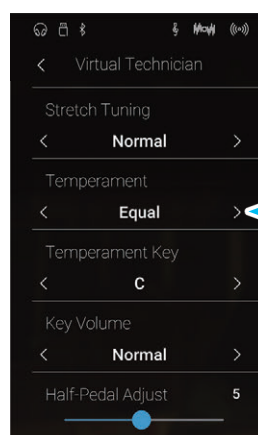 < Virtual Technician
Stretch Tuning
< Normal >
Temperament
< Equal >
Temperament Key
< C >
Key Volume
< Normal >
Half-Pedal Adjust 5